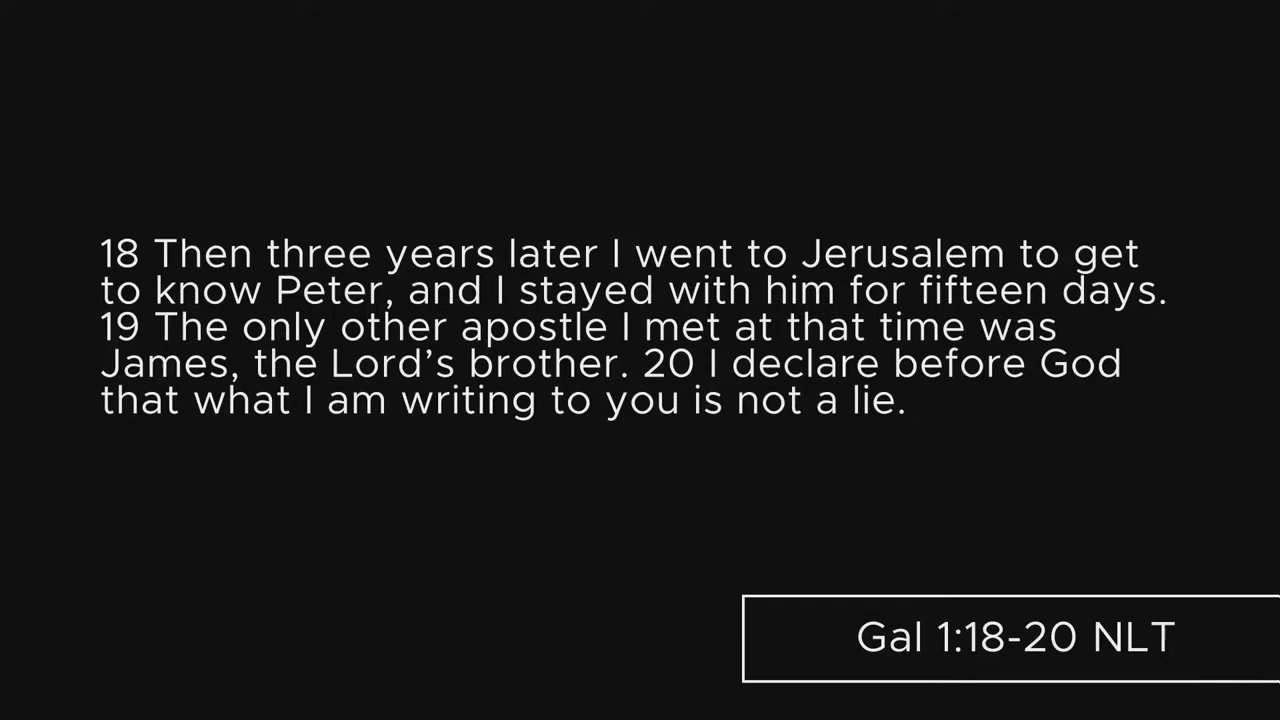 18 Then three years later I went to Jerusalem to get
to know Peter, and I stayed with him for fifteen days.
19 The only other apostle I met at that time was
James, the Lord’s brother. 20 I declare before God
that what I am writing to you is not a lie.
Gal 1:18-20 NLT